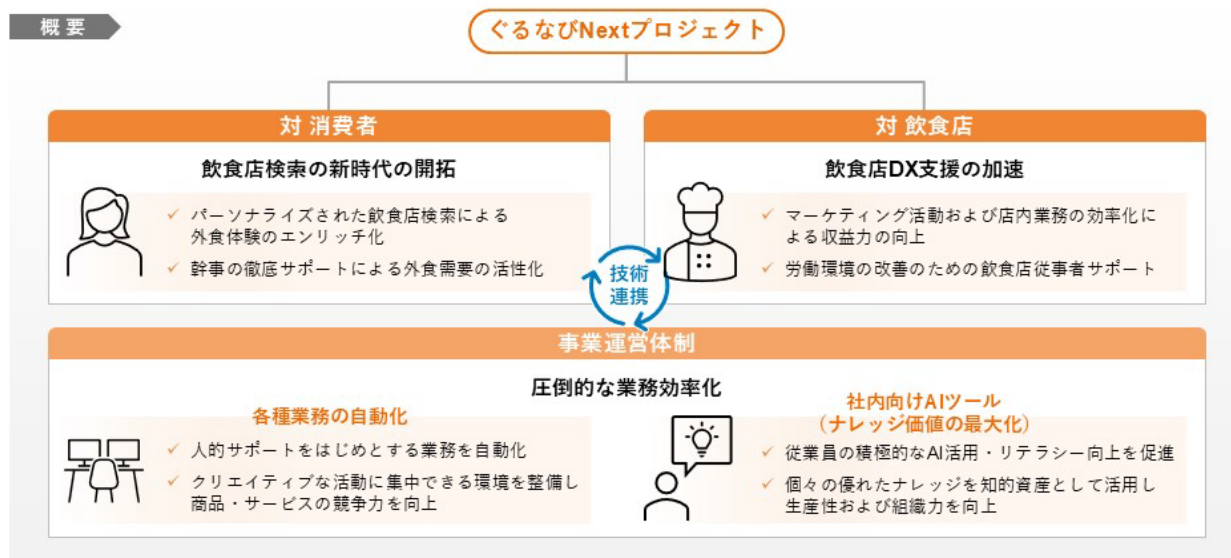 概要
ぐるなびNextプロジェクト
対 消費者
飲食店検索の新時代の開拓
パーソナライズされた飲食店検索による
外食体験のエンリッチ化
幹事の徹底サポートによる外食需要の活性化
対 飲食店
飲食店DX支援の加速
マーケティング活動および店内業務の効率化に
よる収益力の向上
労働環境の改善のための飲食店従事者サポート
技術
連携
事業運営体制
圧倒的な業務効率化
各種業務の自動化
人的サポートをはじめとする業務を自動化
クリエイティブな活動に集中できる環境を整備し
商品・サービスの競争力を向上
社内向けAIツール
（ナレッジ価値の最大化）
従業員の積極的なAI活用・リテラシー向上を促進
個々の優れたナレッジを知的資産として活用し
生産性および組織力を向上